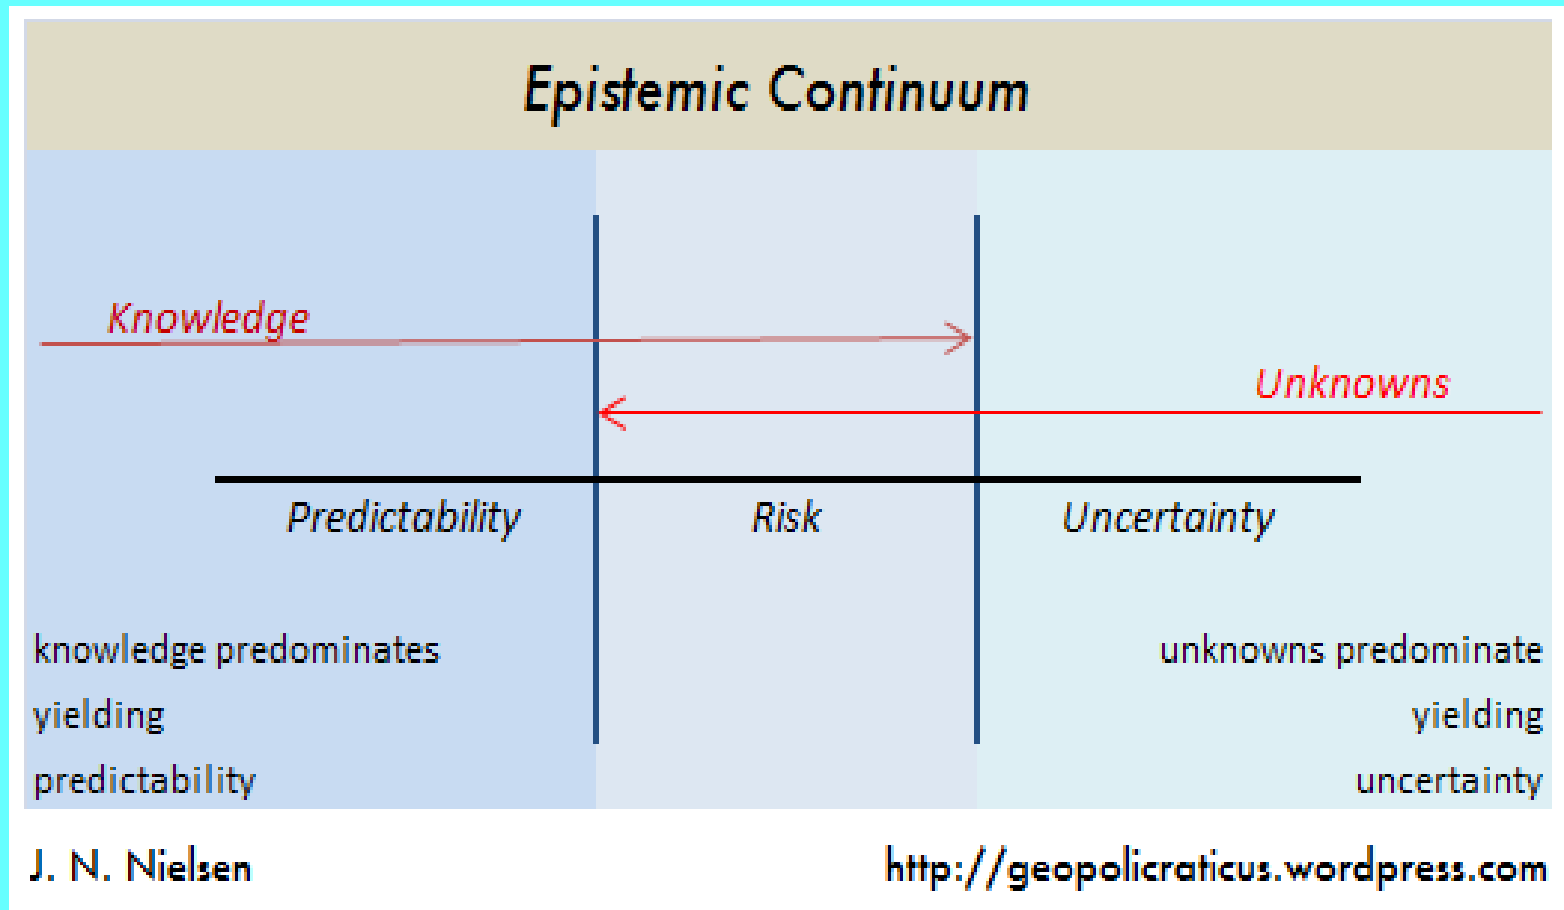 Epistemic Continuum
Knowledge
Unknowns
Predictability
Risk
Uncertainty
knowledge predominates
yielding
predictability
unknowns predominate
yielding
uncertainty
J. N. Nielsen
http://geopolicraticus.wordpress.com